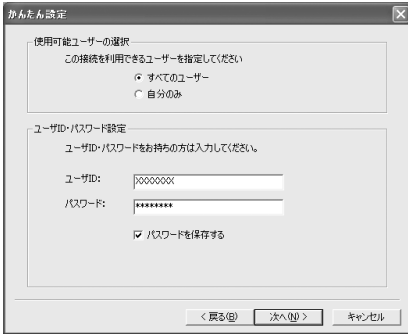 かんたん設定
使用可能ユーザーの選択
この接続を利用できるユーザーを指定してください
すべてのユーザー
自分のみ
ユーザID・パスワード設定
ユーザID・パスワードをお持ちの方は入力してください。
ユーザID:
XXXXXXX
パスワード:
********
パスワードを保存する
< 戻る(B)
次へ(N) >
キャンセル